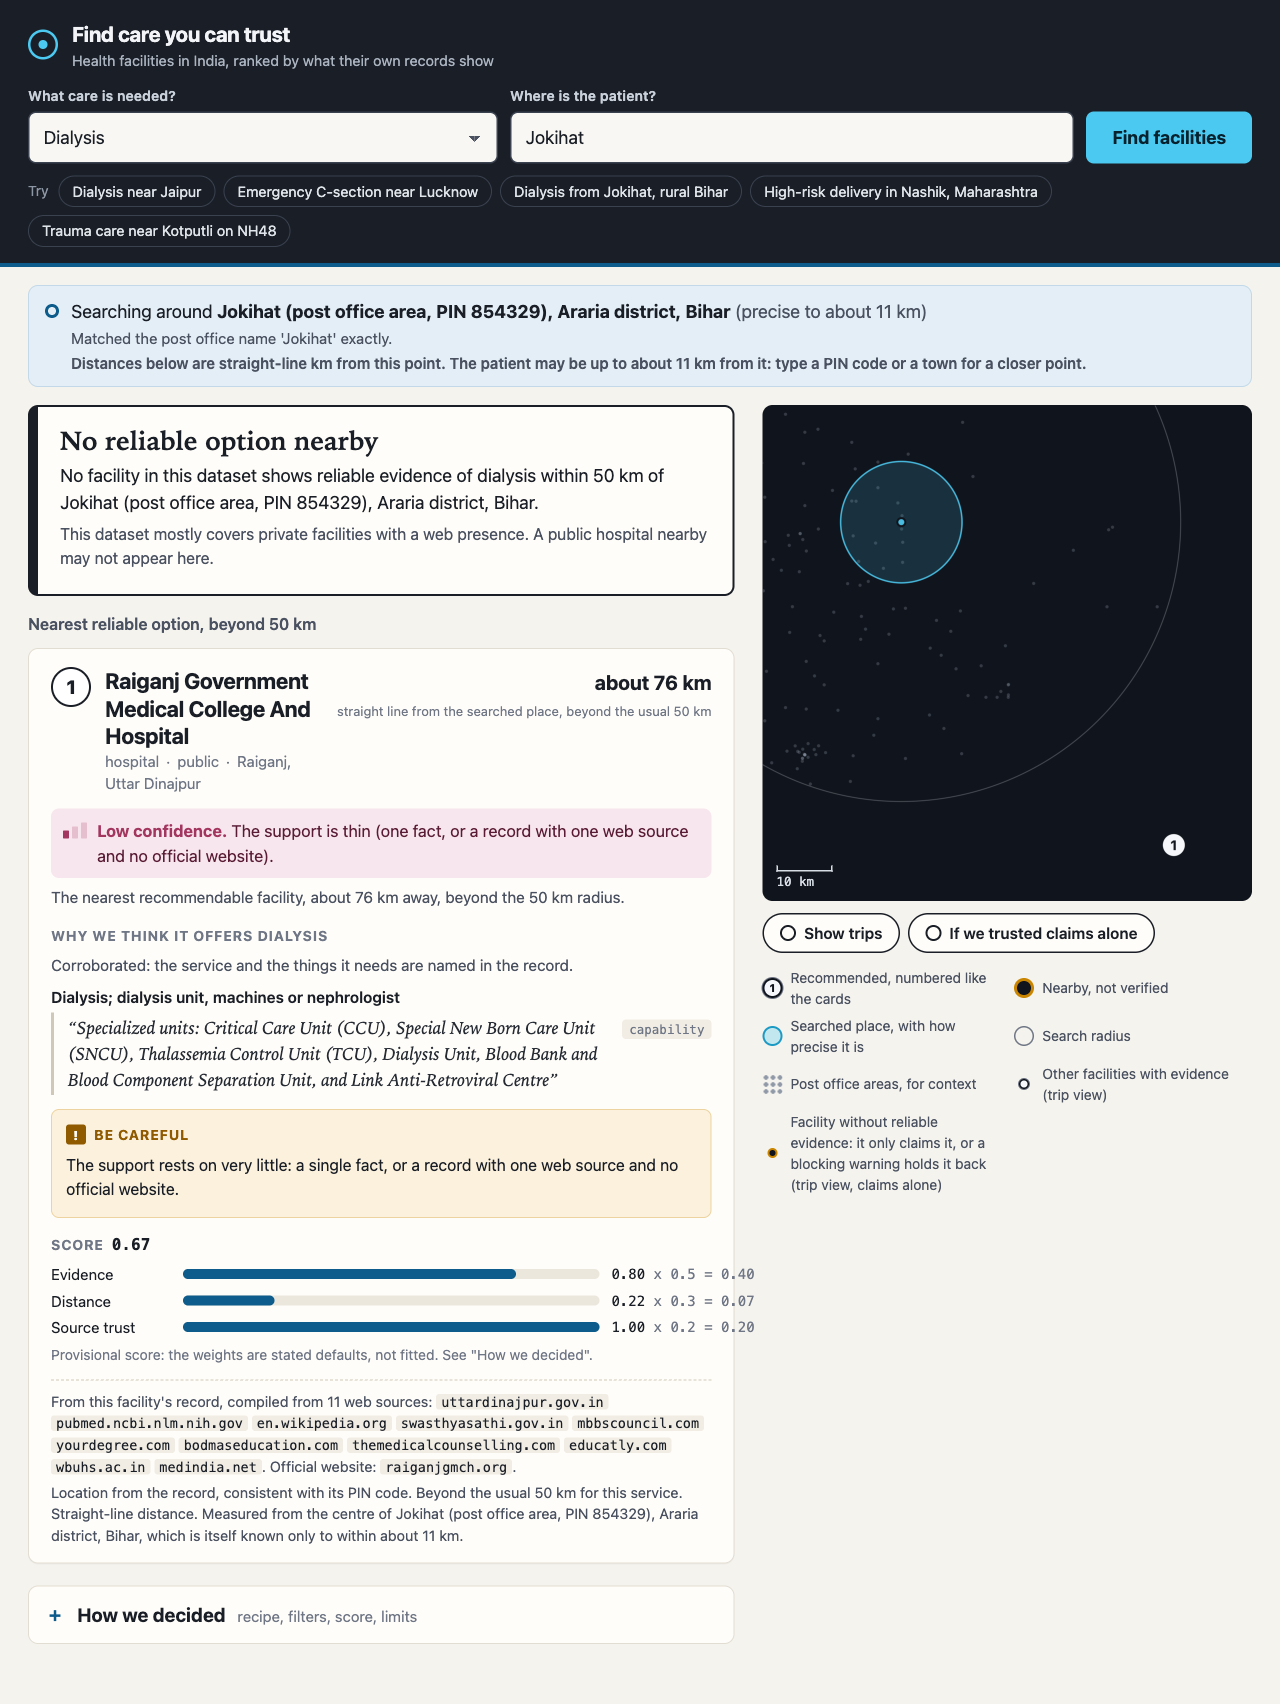 Find care you can trust
Health facilities in India, ranked by what their own records show
What care is needed?
Where is the patient?
Dialysis
Jokihat
Find facilities
Try
Dialysis near Jaipur
Emergency C-section near Lucknow
Dialysis from Jokihat, rural Bihar
High-risk delivery in Nashik, Maharashtra
Trauma care near Kotputli on NH48
Searching around Jokihat (post office area, PIN 854329), Araria district, Bihar (precise to about 11 km)
Matched the post office name 'Jokihat' exactly.
Distances below are straight-line km from this point. The patient may be up to about 11 km from it: type a PIN code or a town for a closer point.
No reliable option nearby
No facility in this dataset shows reliable evidence of dialysis within 50 km of
Jokihat (post office area, PIN 854329), Araria district, Bihar.
This dataset mostly covers private facilities with a web presence. A public hospital nearby
may not appear here.
Nearest reliable option, beyond 50 km
1
Raiganj Government
Medical College And
Hospital
hospital · public · Raiganj,
Uttar Dinajpur
about 76 km
straight line from the searched place, beyond the usual 50 km
Low confidence. The support is thin (one fact, or a record with one web source
and no official website).
The nearest recommendable facility, about 76 km away, beyond the 50 km radius.
WHY WE THINK IT OFFERS DIALYSIS
Corroborated: the service and the things it needs are named in the record.
Dialysis; dialysis unit, machines or nephrologist
“Specialized units: Critical Care Unit (CCU), Special New Born Care Unit
(SNCU), Thalassemia Control Unit (TCU), Dialysis Unit, Blood Bank and
Blood Component Separation Unit, and Link Anti-Retroviral Centre”
capability
! BE CAREFUL
The support rests on very little: a single fact, or a record with one web source and no
official website.
SCORE 0.67
Evidence 0.80 x 0.5 = 0.40
Distance 0.22 x 0.3 = 0.07
Source trust 1.00 x 0.2 = 0.20
Provisional score: the weights are stated defaults, not fitted. See "How we decided".
From this facility's record, compiled from 11 web sources: uttardinajpur.gov.in
pubmed.ncbi.nlm.nih.gov en.wikipedia.org swasthyasathi.gov.in mbbscouncil.com
yourdegree.com bodmaseducation.com themedicalcounselling.com educatly.com
wbuhs.ac.in medindia.net. Official website: raiganjgmch.org.
Location from the record, consistent with its PIN code. Beyond the usual 50 km for this service.
Straight-line distance. Measured from the centre of Jokihat (post office area, PIN 854329), Araria
district, Bihar, which is itself known only to within about 11 km.
+ How we decided recipe, filters, score, limits
1
10 km
Show trips
If we trusted claims alone
1
Recommended, numbered like
the cards
Nearby, not verified
Searched place, with how
precise it is
Search radius
Post office areas, for context
Other facilities with evidence
(trip view)
Facility without reliable
evidence: it only claims it, or a
blocking warning holds it back
(trip view, claims alone)